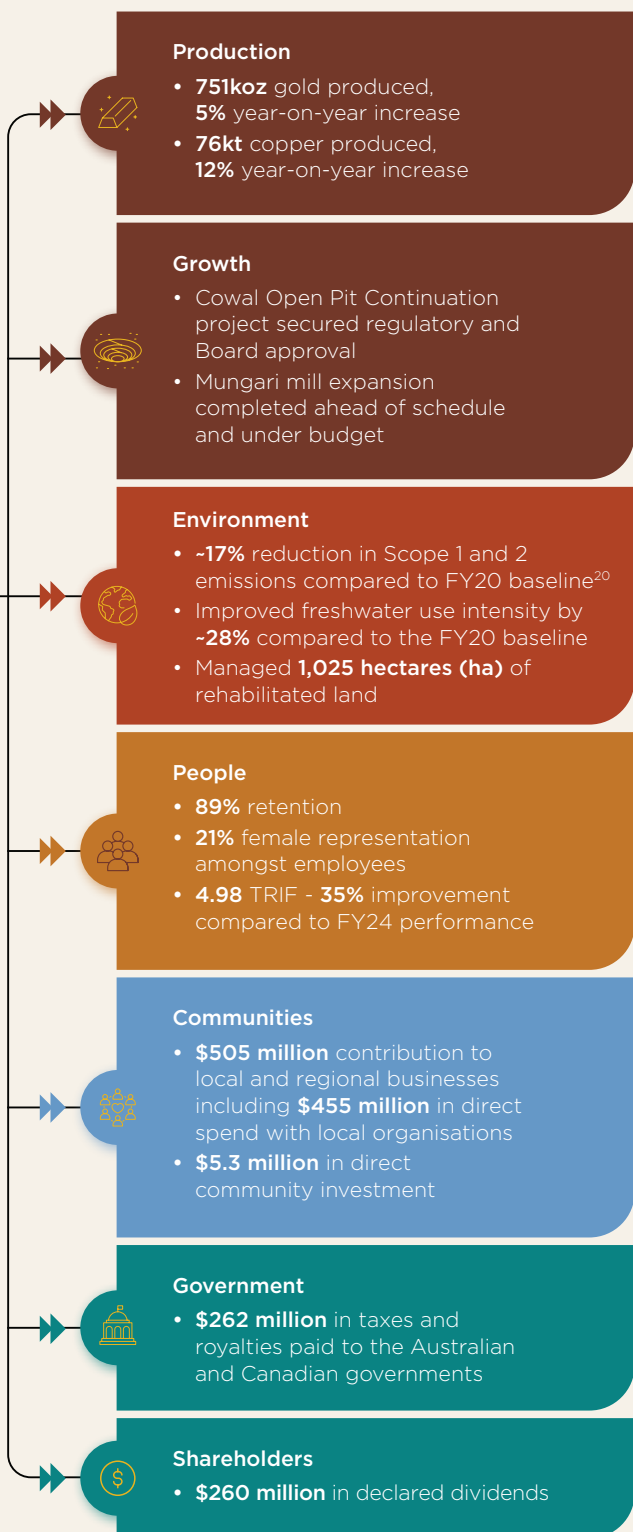 Production
• 751koz gold produced,
5% year-on-year increase
• 76kt copper produced,
12% year-on-year increase
Growth
• Cowal Open Pit Continuation
project secured regulatory and
Board approval
• Mungari mill expansion
completed ahead of schedule
and under budget
Environment
• ~17% reduction in Scope 1 and 2
emissions compared to FY20 baseline20
• Improved freshwater use intensity by
~28% compared to the FY20 baseline
• Managed 1,025 hectares (ha) of
rehabilitated land
People
• 89% retention
• 21% female representation
amongst employees
• 4.98 TRIF - 35% improvement
compared to FY24 performance
Communities
• $505 million contribution to
local and regional businesses
including $455 million in direct
spend with local organisations
• $5.3 million in direct
community investment
Government
• $262 million in taxes and
royalties paid to the Australian
and Canadian governments
$
Shareholders
• $260 million in declared dividends